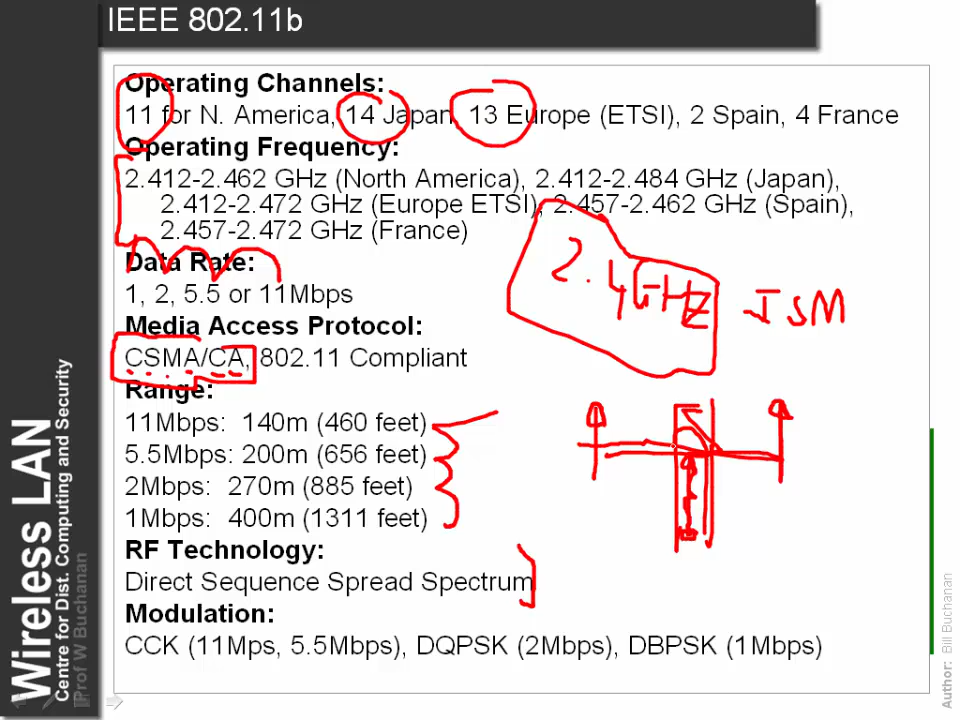 IEEE 802.11b
Operating Channels:
11 for N. America, 14 Japan, 13 Europe (ETSI), 2 Spain, 4 France
Operating Frequency:
2.412-2.462 GHz (North America), 2.412-2.484 GHz (Japan),
2.412-2.472 GHz (Europe ETSI), 2.457-2.462 GHz (Spain),
2.457-2.472 GHz (France)
Data Rate:
1, 2, 5.5 or 11Mbps
Media Access Protocol:
CSMA/CA, 802.11 Compliant
Range:
11Mbps: 140m (460 feet)
5.5Mbps: 200m (656 feet)
2Mbps: 270m (885 feet)
1Mbps: 400m (1311 feet)
RF Technology:
Direct Sequence Spread Spectrum
Modulation:
CCK (11Mps, 5.5Mbps), DQPSK (2Mbps), DBPSK (1Mbps)
2.4GHz ISM
Wireless LAN
Centre for Dist. Computing and Security
Prof W Buchanan
Author: Bill Buchanan